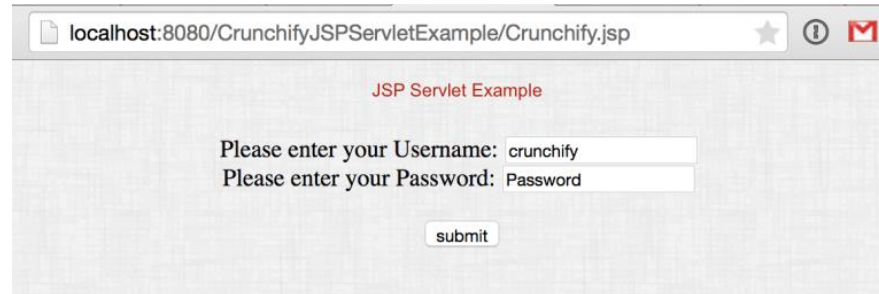 localhost:8080/CrunchifyJSPServletExample/Crunchify.jsp
JSP Servlet Example
Please enter your Username: crunchify
Please enter your Password: Password
submit